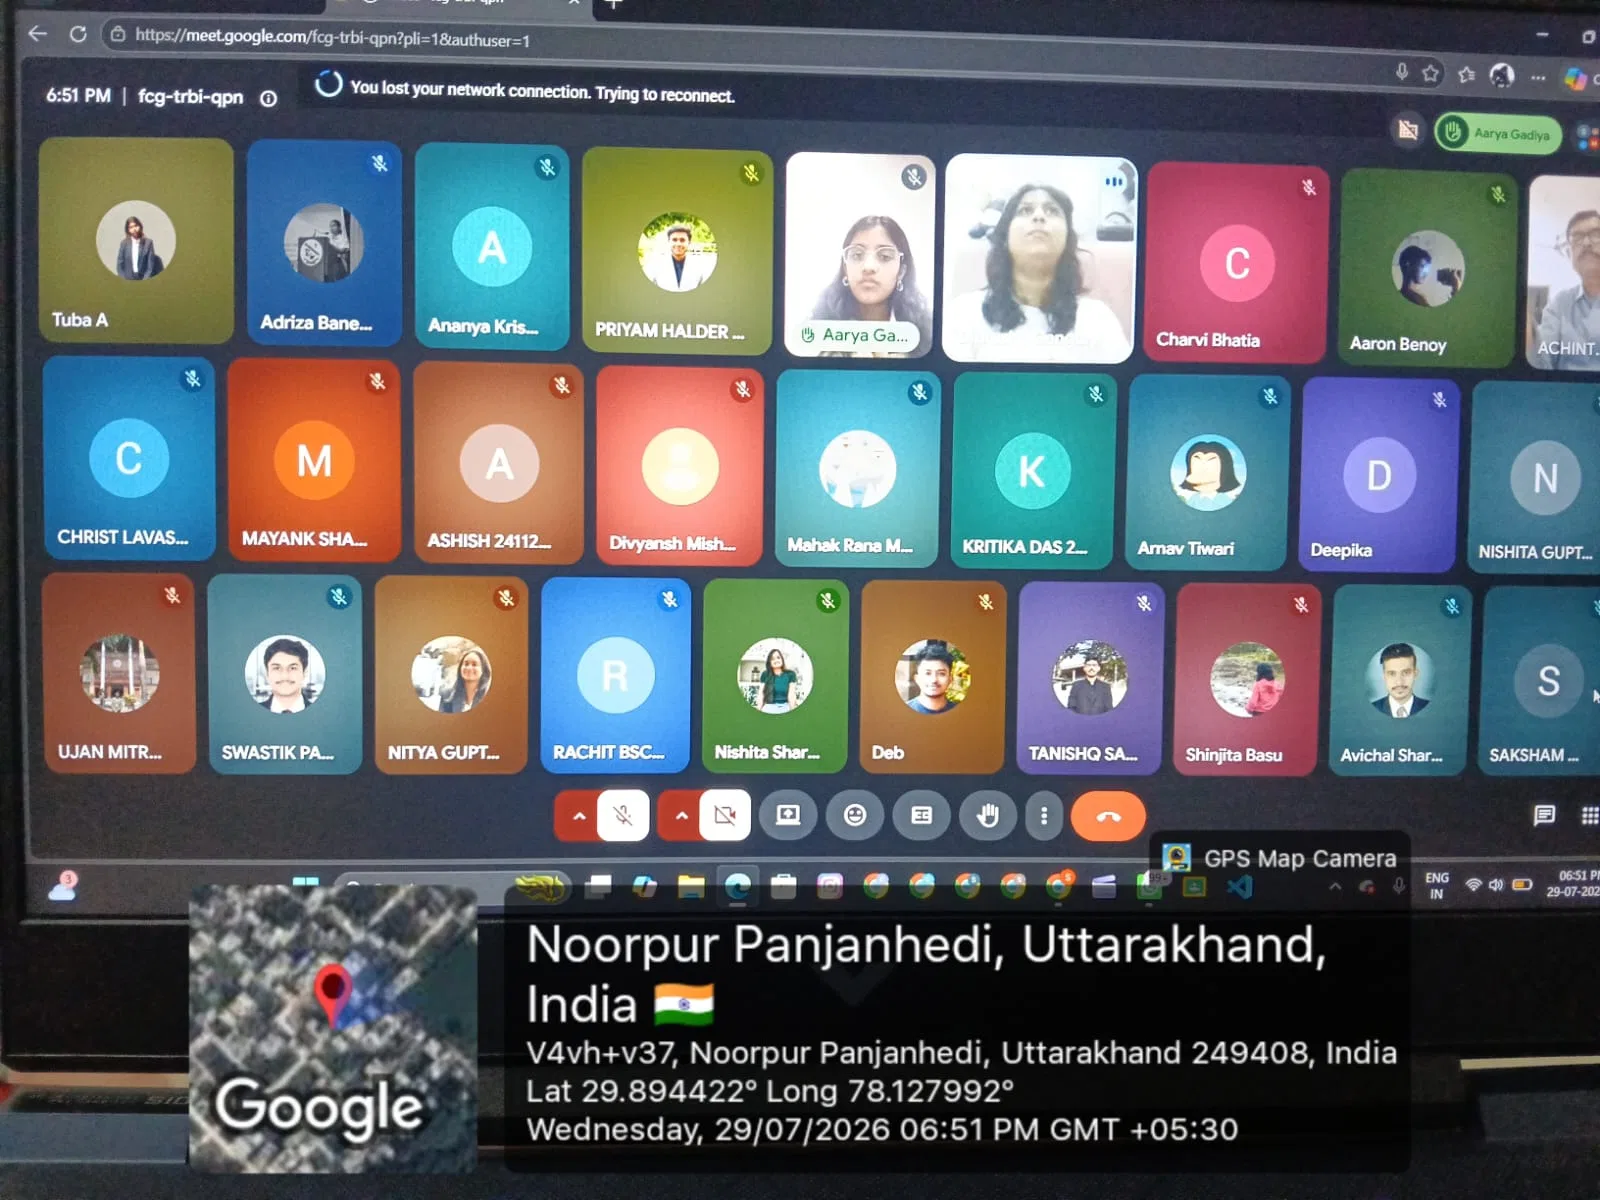 https://meet.google.com/fcg-trbi-qpn?pli=1&authuser=1
6:51 PM | fcg-trbi-qpn
You lost your network connection. Trying to reconnect.
Aarya Gadiya
A
C
Tuba A
Adriza Bane...
Ananya Kris...
PRIYAM HALDER ...
Aarya Ga...
Charvi Bhatia
Aaron Benoy
ACHINT...
C
M
A
K
D
N
CHRIST LAVAS...
MAYANK SHA...
ASHISH 24112...
Divyansh Mish...
Mahak Rana M...
KRITIKA DAS 2...
Arnav Tiwari
Deepika
NISHITA GUPT...
R
S
UJAN MITR...
SWASTIK PA...
NITYA GUPT...
RACHIT BSC...
Nishita Shar...
Deb
TANISHQ SA...
Shinjita Basu
Avichal Shar...
SAKSHAM ...
GPS Map Camera
3
99+
ENG
IN
06:51 PM
29-07-202
Noorpur Panjanhedi, Uttarakhand,
India
V4vh+v37, Noorpur Panjanhedi, Uttarakhand 249408, India
Lat 29.894422° Long 78.127992°
Wednesday, 29/07/2026 06:51 PM GMT +05:30
Google